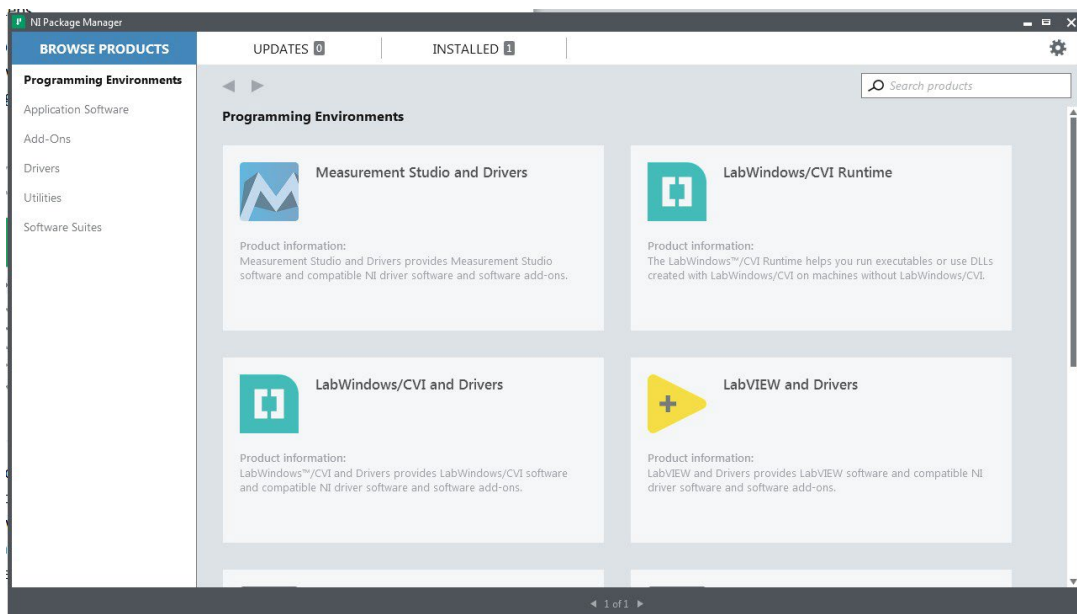 NI Package Manager
BROWSE PRODUCTS
UPDATES 0
INSTALLED 1
Programming Environments
Application Software
Add-Ons
Drivers
Utilities
Software Suites
Search products
Programming Environments
Measurement Studio and Drivers
Product information:
Measurement Studio and Drivers provides Measurement Studio
software and compatible NI driver software and software add-ons.
LabWindows/CVI Runtime
Product information:
The LabWindows™/CVI Runtime helps you run executables or use DLLs
created with LabWindows/CVI on machines without LabWindows/CVI.
LabWindows/CVI and Drivers
Product information:
LabWindows™/CVI and Drivers provides LabWindows/CVI software
and compatible NI driver software and software add-ons.
LabVIEW and Drivers
Product information:
LabVIEW and Drivers provides LabVIEW software and compatible NI
driver software and software add-ons.
1 of 1